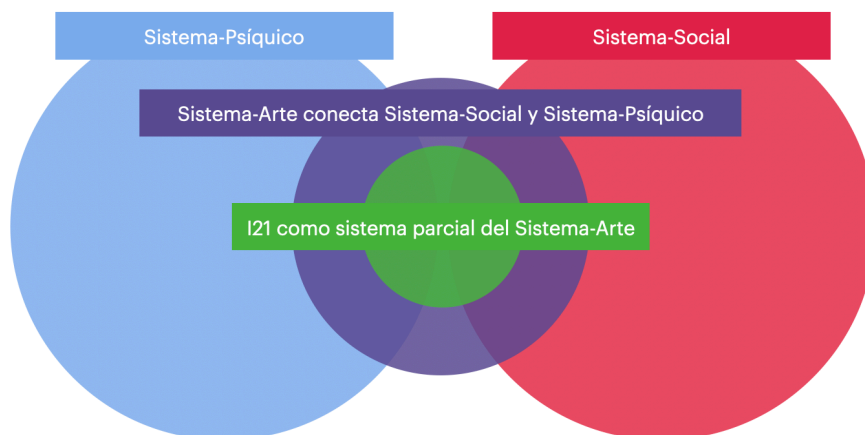 Sistema-Psíquico
Sistema-Social
Sistema-Arte conecta Sistema-Social y Sistema-Psíquico
I21 como sistema parcial del Sistema-Arte